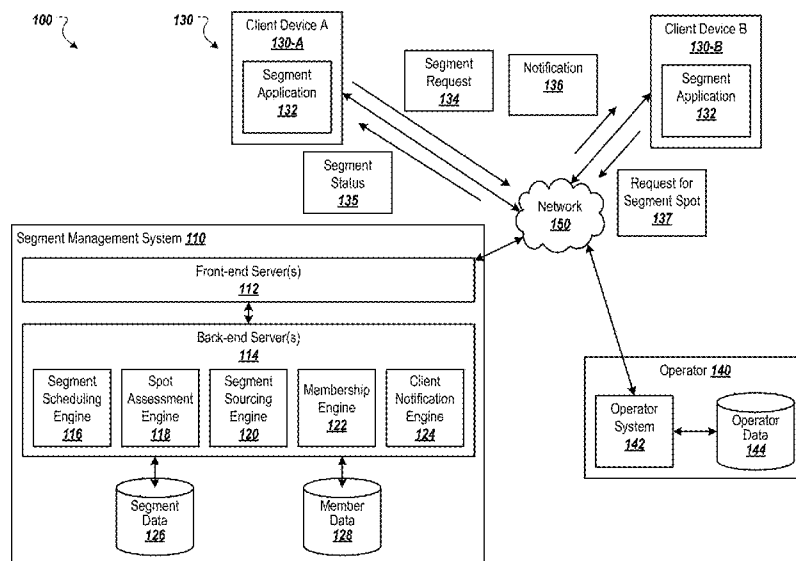 100
130
Client Device A
130-A
Segment
Application
132
Segment
Request
134
Notification
136
Client Device B
130-B
Segment
Application
132
Segment
Status
135
Network
150
Request for
Segment Spot
137
Segment Management System 110
Front-end Server(s)
112
Back-end Server(s)
114
Segment
Scheduling
Engine
116
Spot
Assessment
Engine
118
Segment
Sourcing
Engine
120
Membership
Engine
122
Client
Notification
Engine
124
Segment
Data
126
Member
Data
128
Operator 140
Operator
System
142
Operator
Data
144